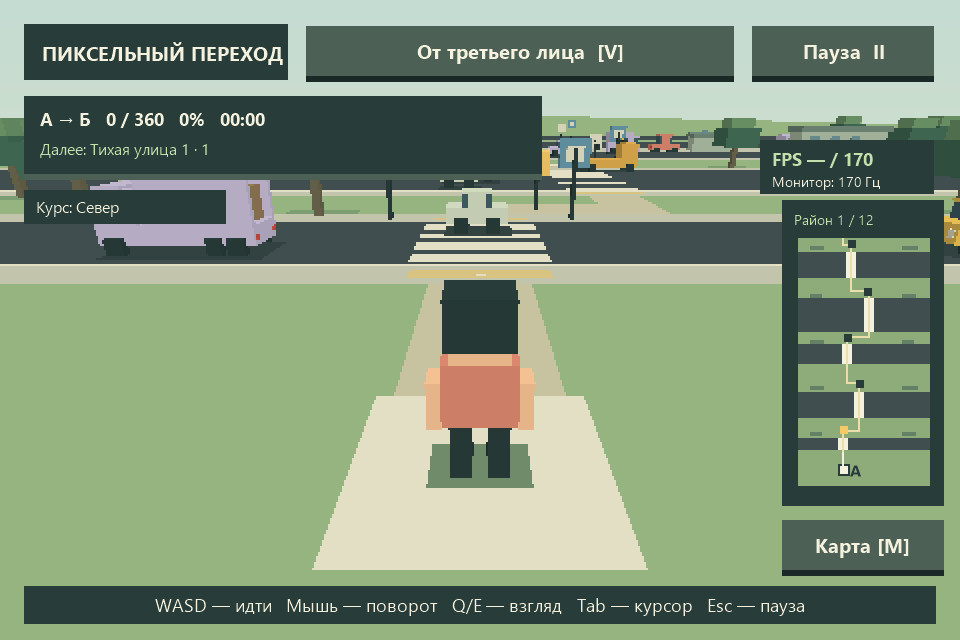 ПИКСЕЛЬНЫЙ ПЕРЕХОД
От третьего лица [V]
Пауза II
А → Б 0 / 360 0% 00:00
Далее: Тихая улица 1 · 1
FPS — / 170
Монитор: 170 Гц
Курс: Север
Район 1 / 12
А
Карта [M]
WASD — идти Мышь — поворот Q/E — взгляд Tab — курсор Esc — пауза